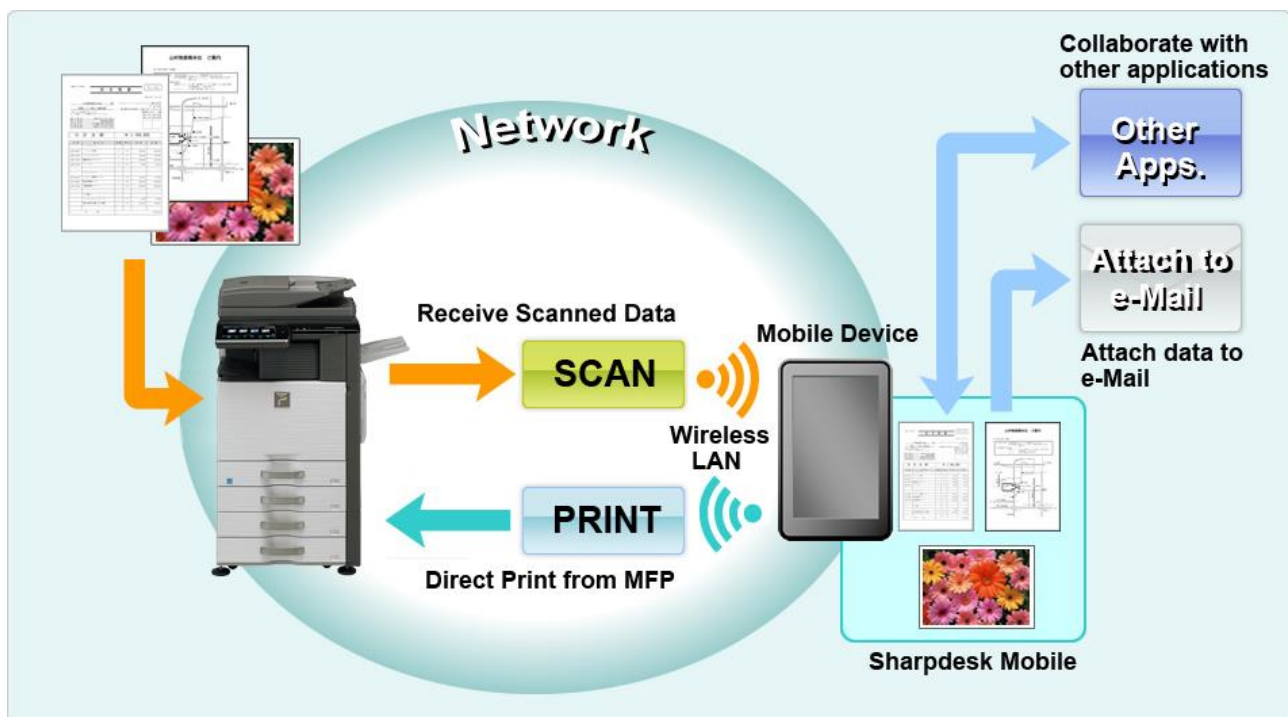 Collaborate with
other applications
Other
Apps.
Attach to
e-Mail
Attach data to
e-Mail
Network
Receive Scanned Data
SCAN
Mobile Device
Wireless
LAN
PRINT
Direct Print from MFP
Sharpdesk Mobile